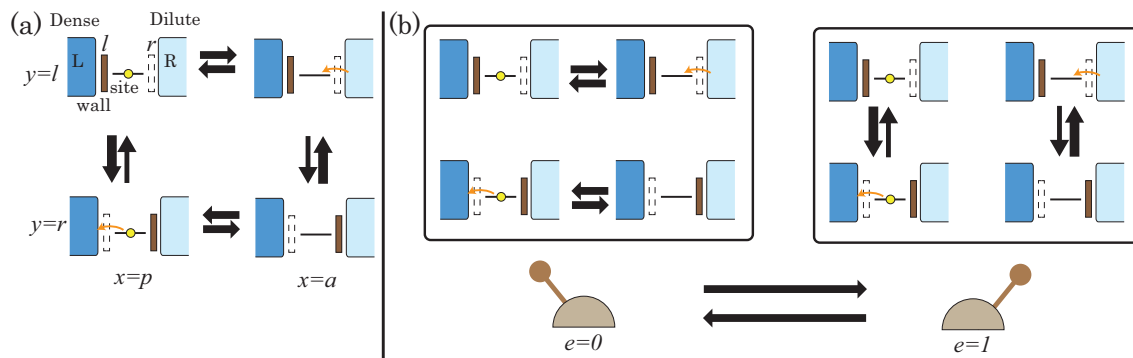 (a)
Dense
Dilute
l
r
L
R
y=l
site
wall
y=r
x=p
x=a
(b)
e=0
e=1